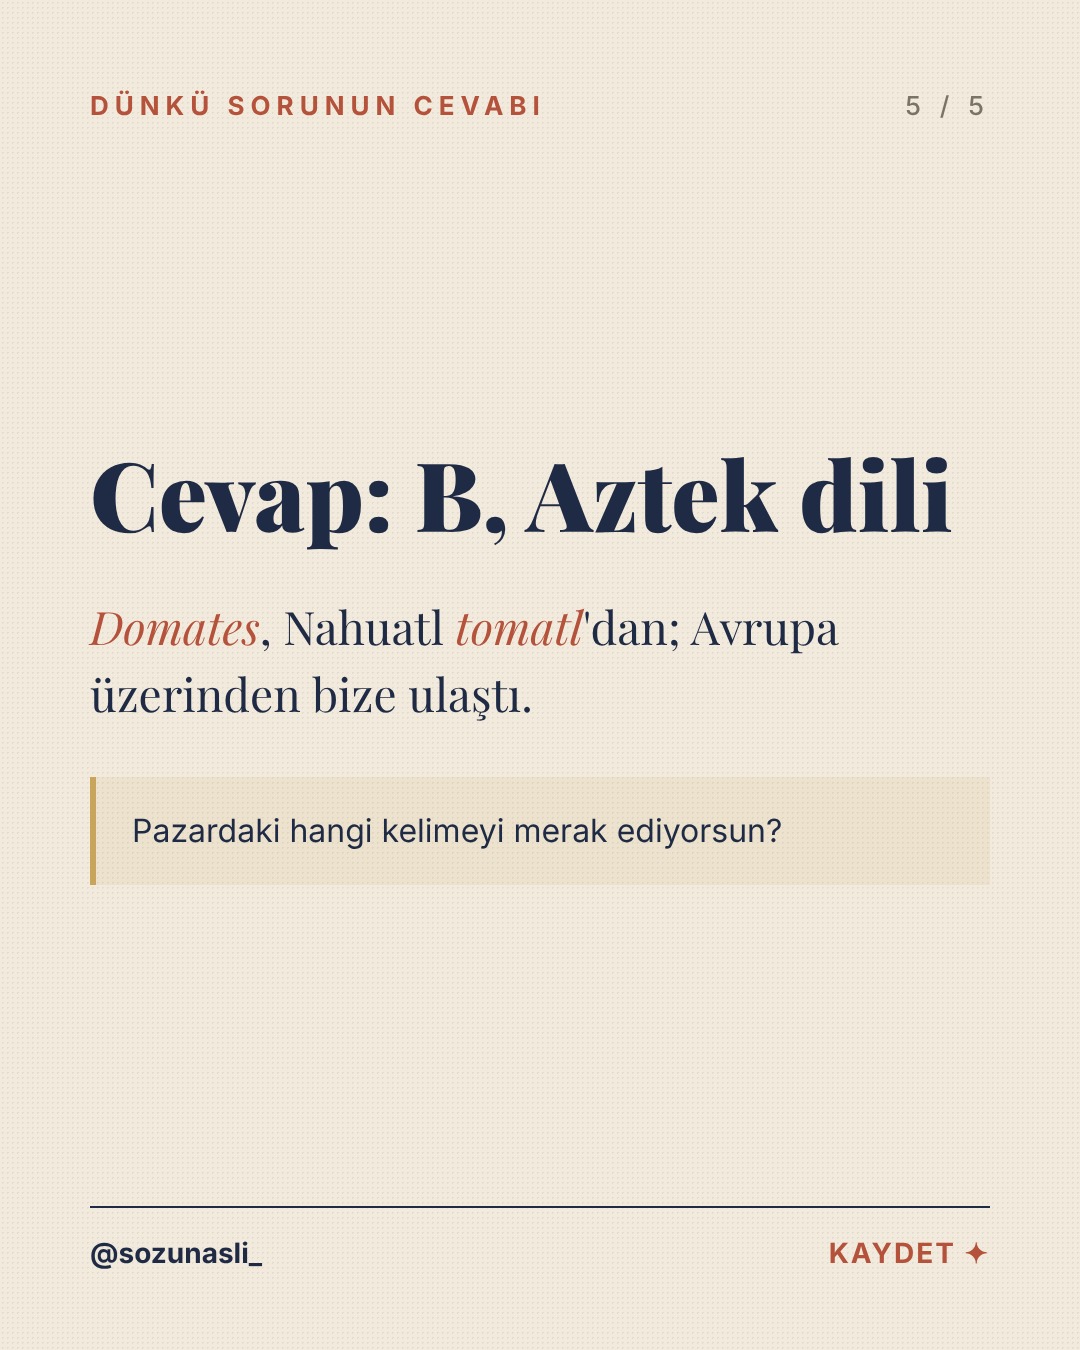 DÜNKÜ SORUNUN CEVABI
5 / 5
Cevap: B, Aztek dili
Domates, Nahuatl tomatl'dan; Avrupa
üzerinden bize ulaştı.
Pazardaki hangi kelimeyi merak ediyorsun?
@sozunasli_
KAYDET ✦